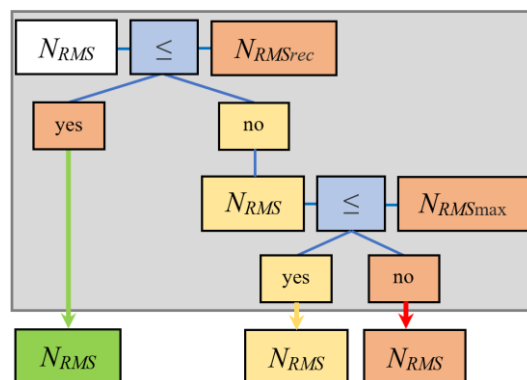 N_RMS ≤ N_RMSrec
yes no
N_RMS ≤ N_RMSmax
yes no
N_RMS N_RMS N_RMS